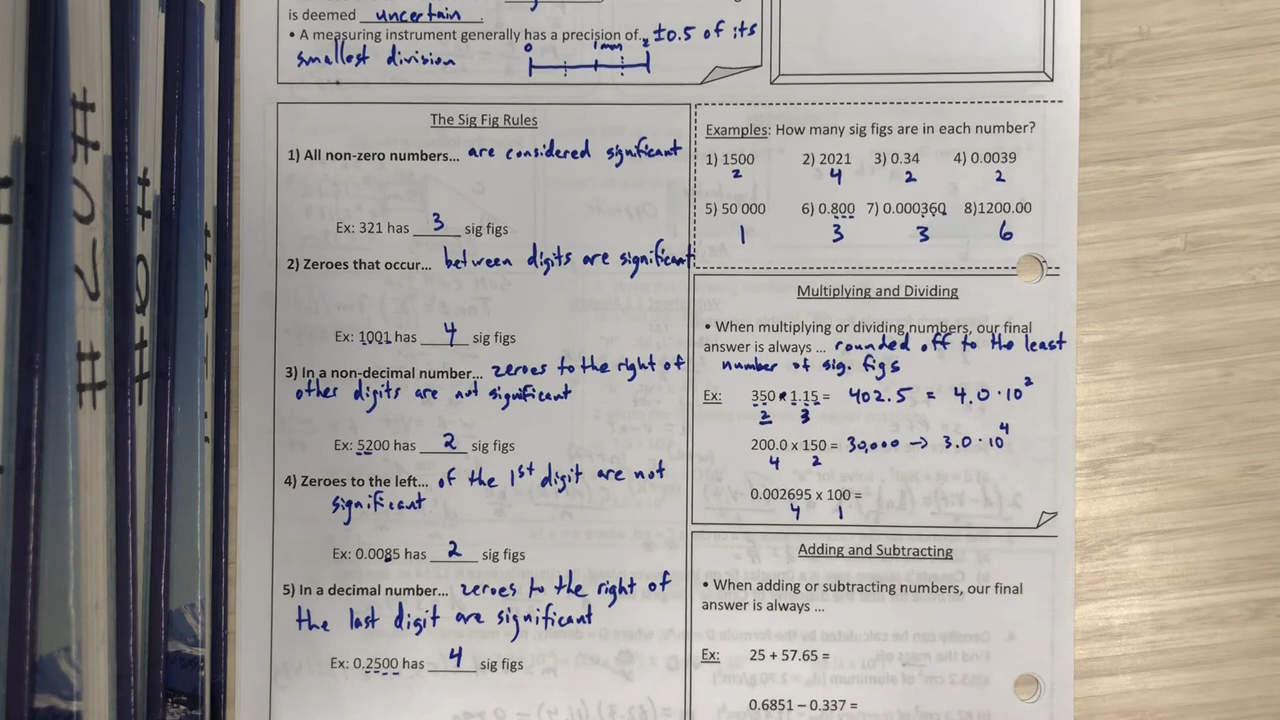 is deemed uncertain.
• A measuring instrument generally has a precision of.. ±0.5 of its
smallest division
0 1mm 2
The Sig Fig Rules
1) All non-zero numbers... are considered significant
Ex: 321 has 3 sig figs
2) Zeroes that occur... between digits are significant
Ex: 1001 has 4 sig figs
3) In a non-decimal number... zeroes to the right of
other digits are not significant
Ex: 5200 has 2 sig figs
4) Zeroes to the left... of the 1st digit are not
significant
Ex: 0.0085 has 2 sig figs
5) In a decimal number... zeroes to the right of
the last digit are significant
Ex: 0.2500 has 4 sig figs
Examples: How many sig figs are in each number?
1) 1500 2) 2021 3) 0.34 4) 0.0039
2 4 2 2
5) 50 000 6) 0.800 7) 0.000360 8)1200.00
1 3 3 6
Multiplying and Dividing
• When multiplying or dividing numbers, our final
answer is always ... rounded off to the least
number of sig. figs
Ex: 350 x 1.15 = 402.5 = 4.0 · 10²
2 3
200.0 x 150 = 30,000 → 3.0 · 10⁴
4 2
0.002695 x 100 =
4 1
Adding and Subtracting
• When adding or subtracting numbers, our final
answer is always ...
Ex: 25 + 57.65 =
0.6851 – 0.337 =